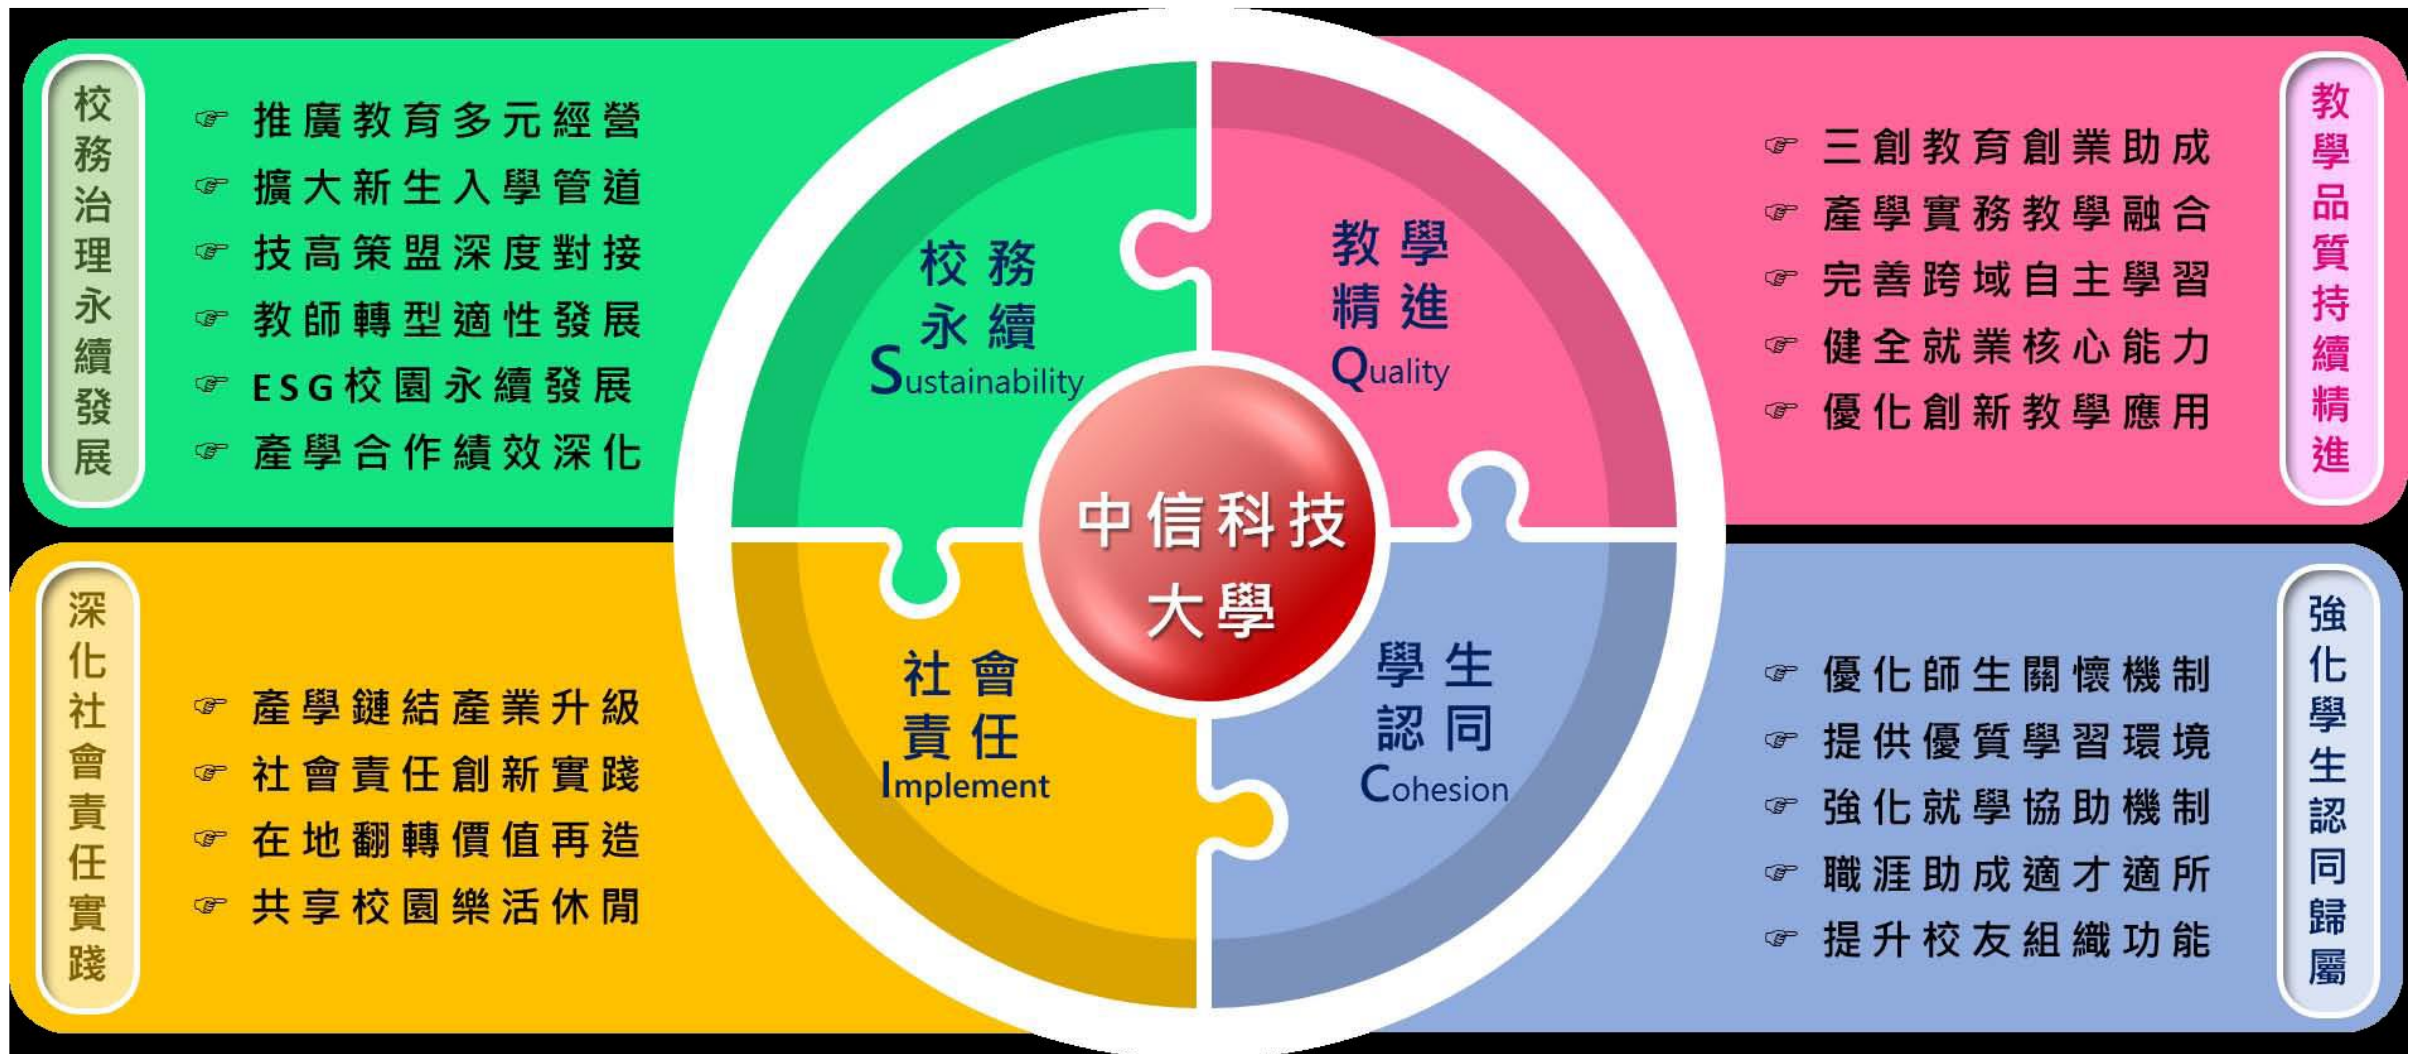 校務治理永續發展
推廣教育多元經營
擴大新生入學管道
技高策盟深度對接
教師轉型適性發展
ESG校園永續發展
產學合作績效深化
校務
永續
Sustainability
教學
精進
Quality
三創教育創業助成
產學實務教學融合
完善跨域自主學習
健全就業核心能力
優化創新教學應用
教學品質持續精進
中信科技
大學
深化社會責任實踐
產學鏈結產業升級
社會責任創新實踐
在地翻轉價值再造
共享校園樂活休閒
社會
責任
Implement
學生
認同
Cohesion
優化師生關懷機制
提供優質學習環境
強化就學協助機制
職涯助成適才適所
提升校友組織功能
強化學生認同歸屬